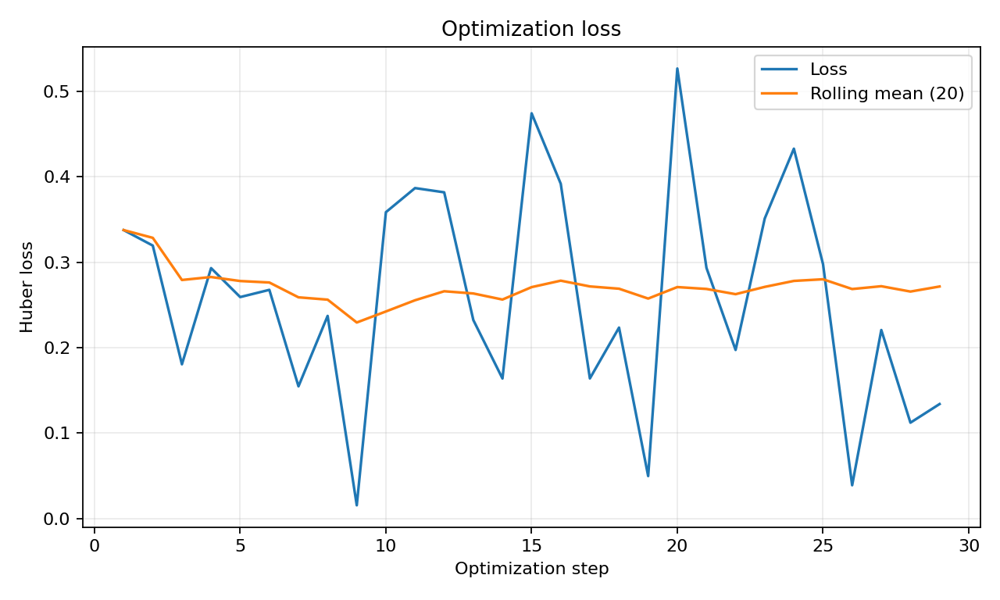 Optimization loss
Loss
Rolling mean (20)
Huber loss
0.5
0.4
0.3
0.2
0.1
0.0
0 5 10 15 20 25 30
Optimization step